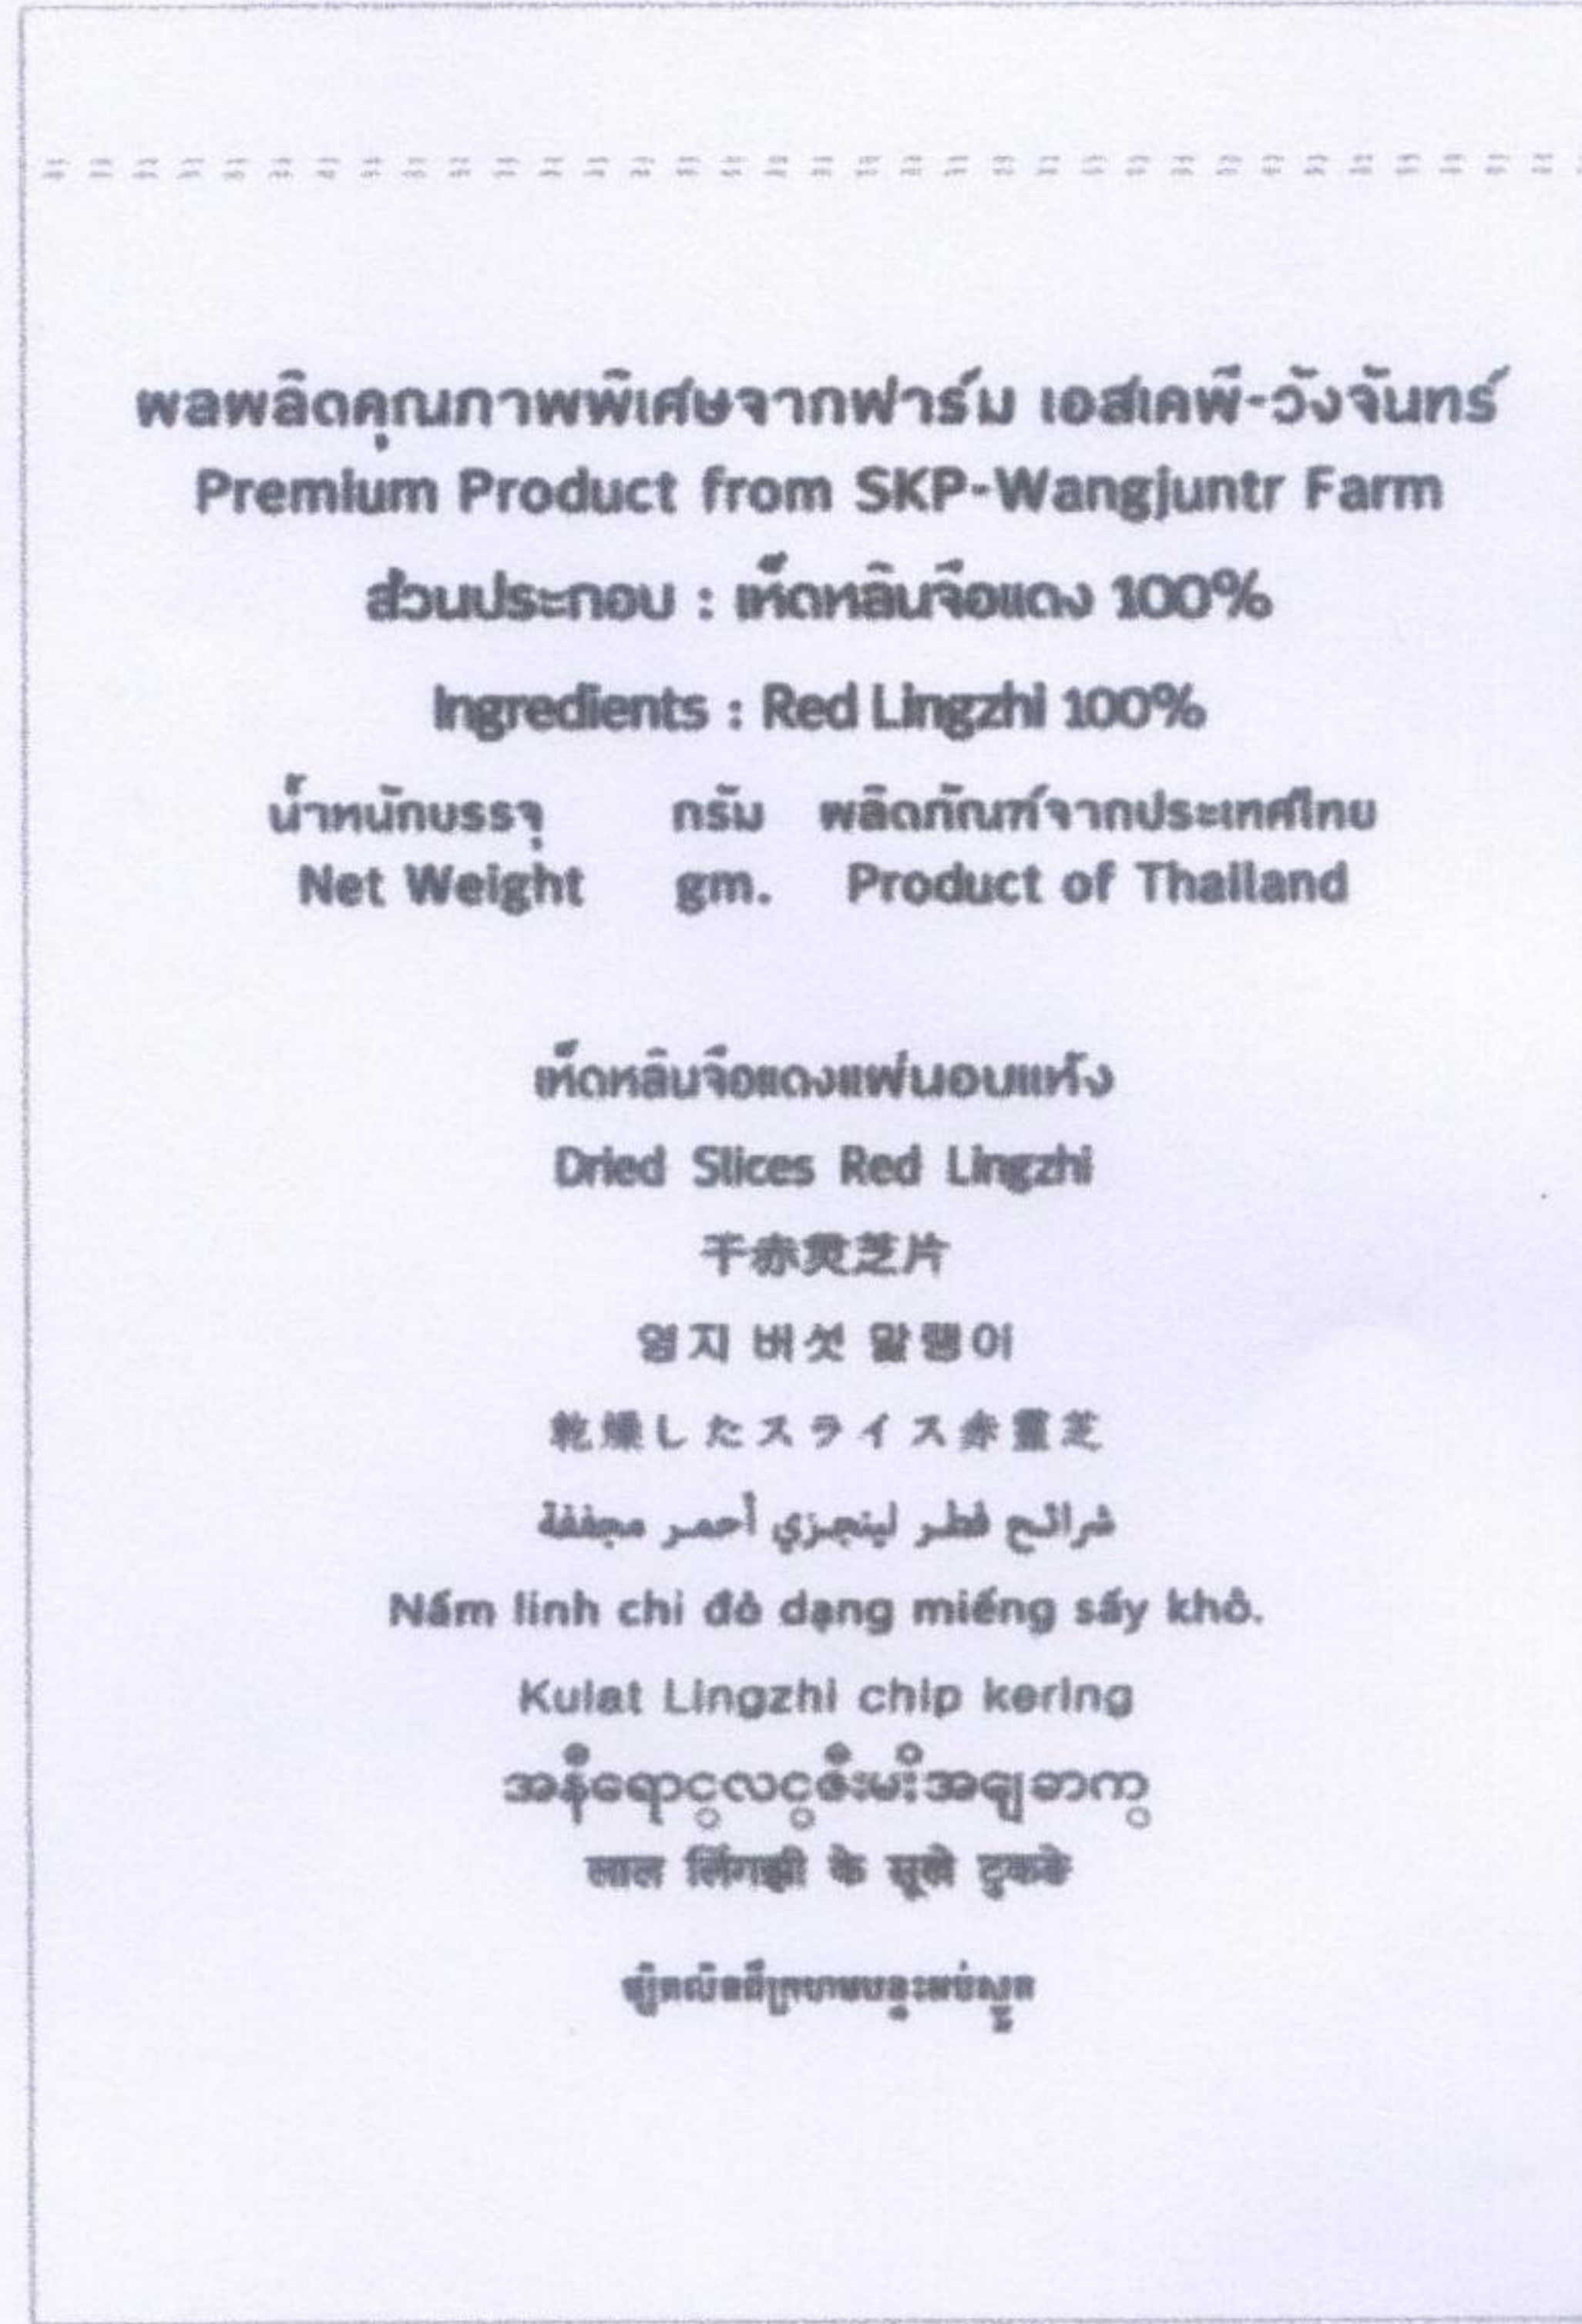 ผลผลิตคุณภาพพิเศษจากฟาร์ม เอสเคพี-วังจันทร์
Premium Product from SKP-Wangjuntr Farm
ส่วนประกอบ : เห็ดหลินจือแดง 100%
Ingredients : Red Lingzhi 100%
น้ำหนักบรรจุ กรัม ผลิตภัณฑ์จากประเทศไทย
Net Weight gm. Product of Thailand
เห็ดหลินจือแดงแผ่นอบแห้ง
Dried Slices Red Lingzhi
干赤灵芝片
영지 버섯 말랭이
乾燥したスライス赤靈芝
شرائح فطر لينجزي أحمر مجففة
Nấm linh chi đỏ dạng miếng sấy khô.
Kulat Lingzhi chip kering
लाल लिंगझी के सूखे टुकडे